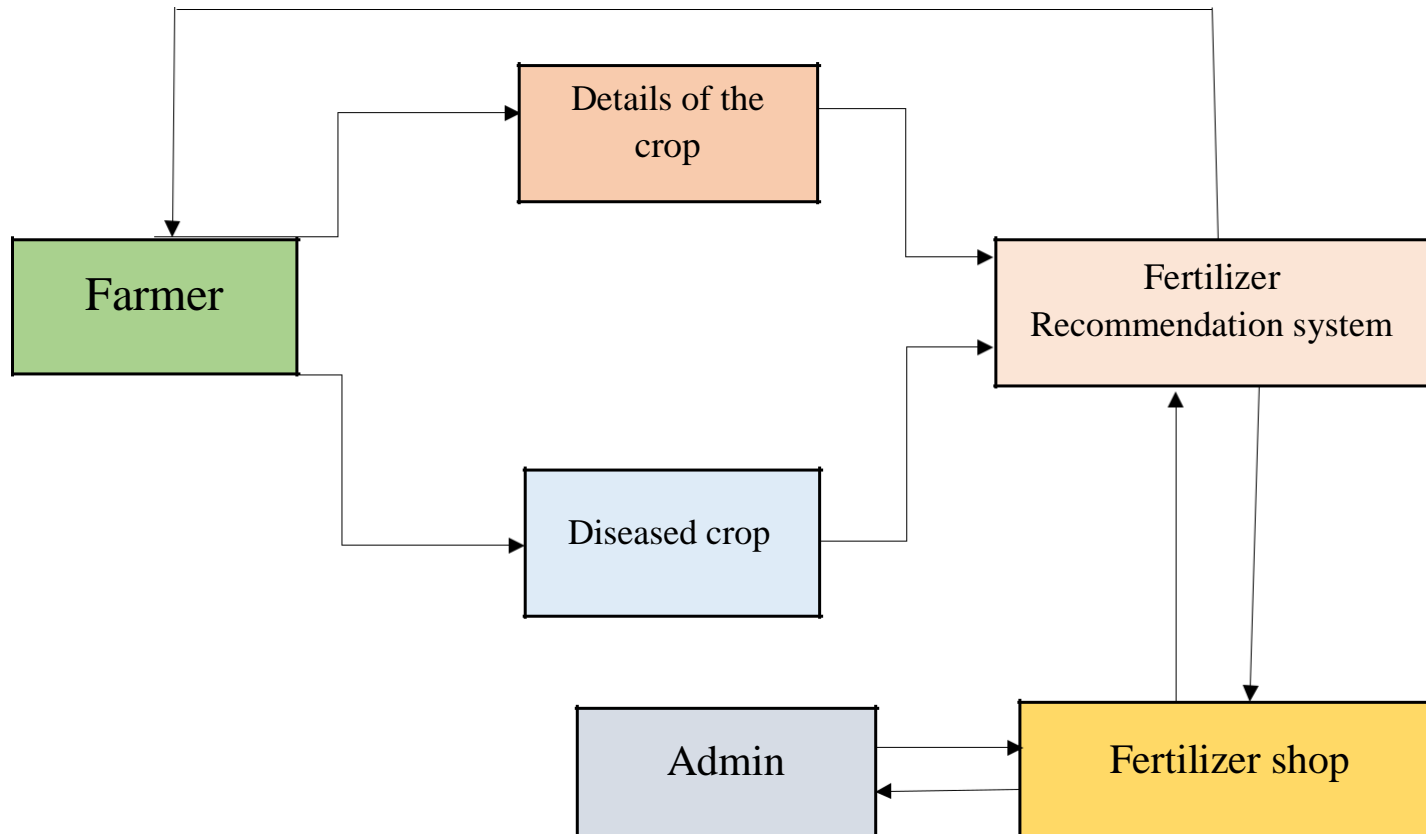 Details of the
crop
Farmer
Fertilizer
Recommendation system
Diseased crop
Admin
Fertilizer shop